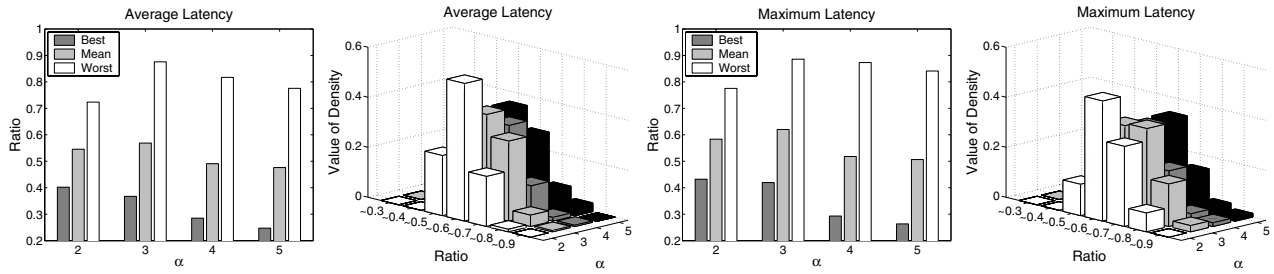 Average Latency
1
0.9
0.8
0.7
0.6
0.5
0.4
0.3
0.2
Ratio
Best
Mean
Worst
2 3 4 5
α
Average Latency
0.6
0.4
0.2
0
Value of Density
~0.3 ~0.4 ~0.5 ~0.6 ~0.7 ~0.8 ~0.9
Ratio
2 3 4 5
α
Maximum Latency
1
0.9
0.8
0.7
0.6
0.5
0.4
0.3
0.2
Ratio
Best
Mean
Worst
2 3 4 5
α
Maximum Latency
0.6
0.4
0.2
0
Value of Density
~0.3 ~0.4 ~0.5 ~0.6 ~0.7 ~0.8 ~0.9
Ratio
2 3 4 5
α